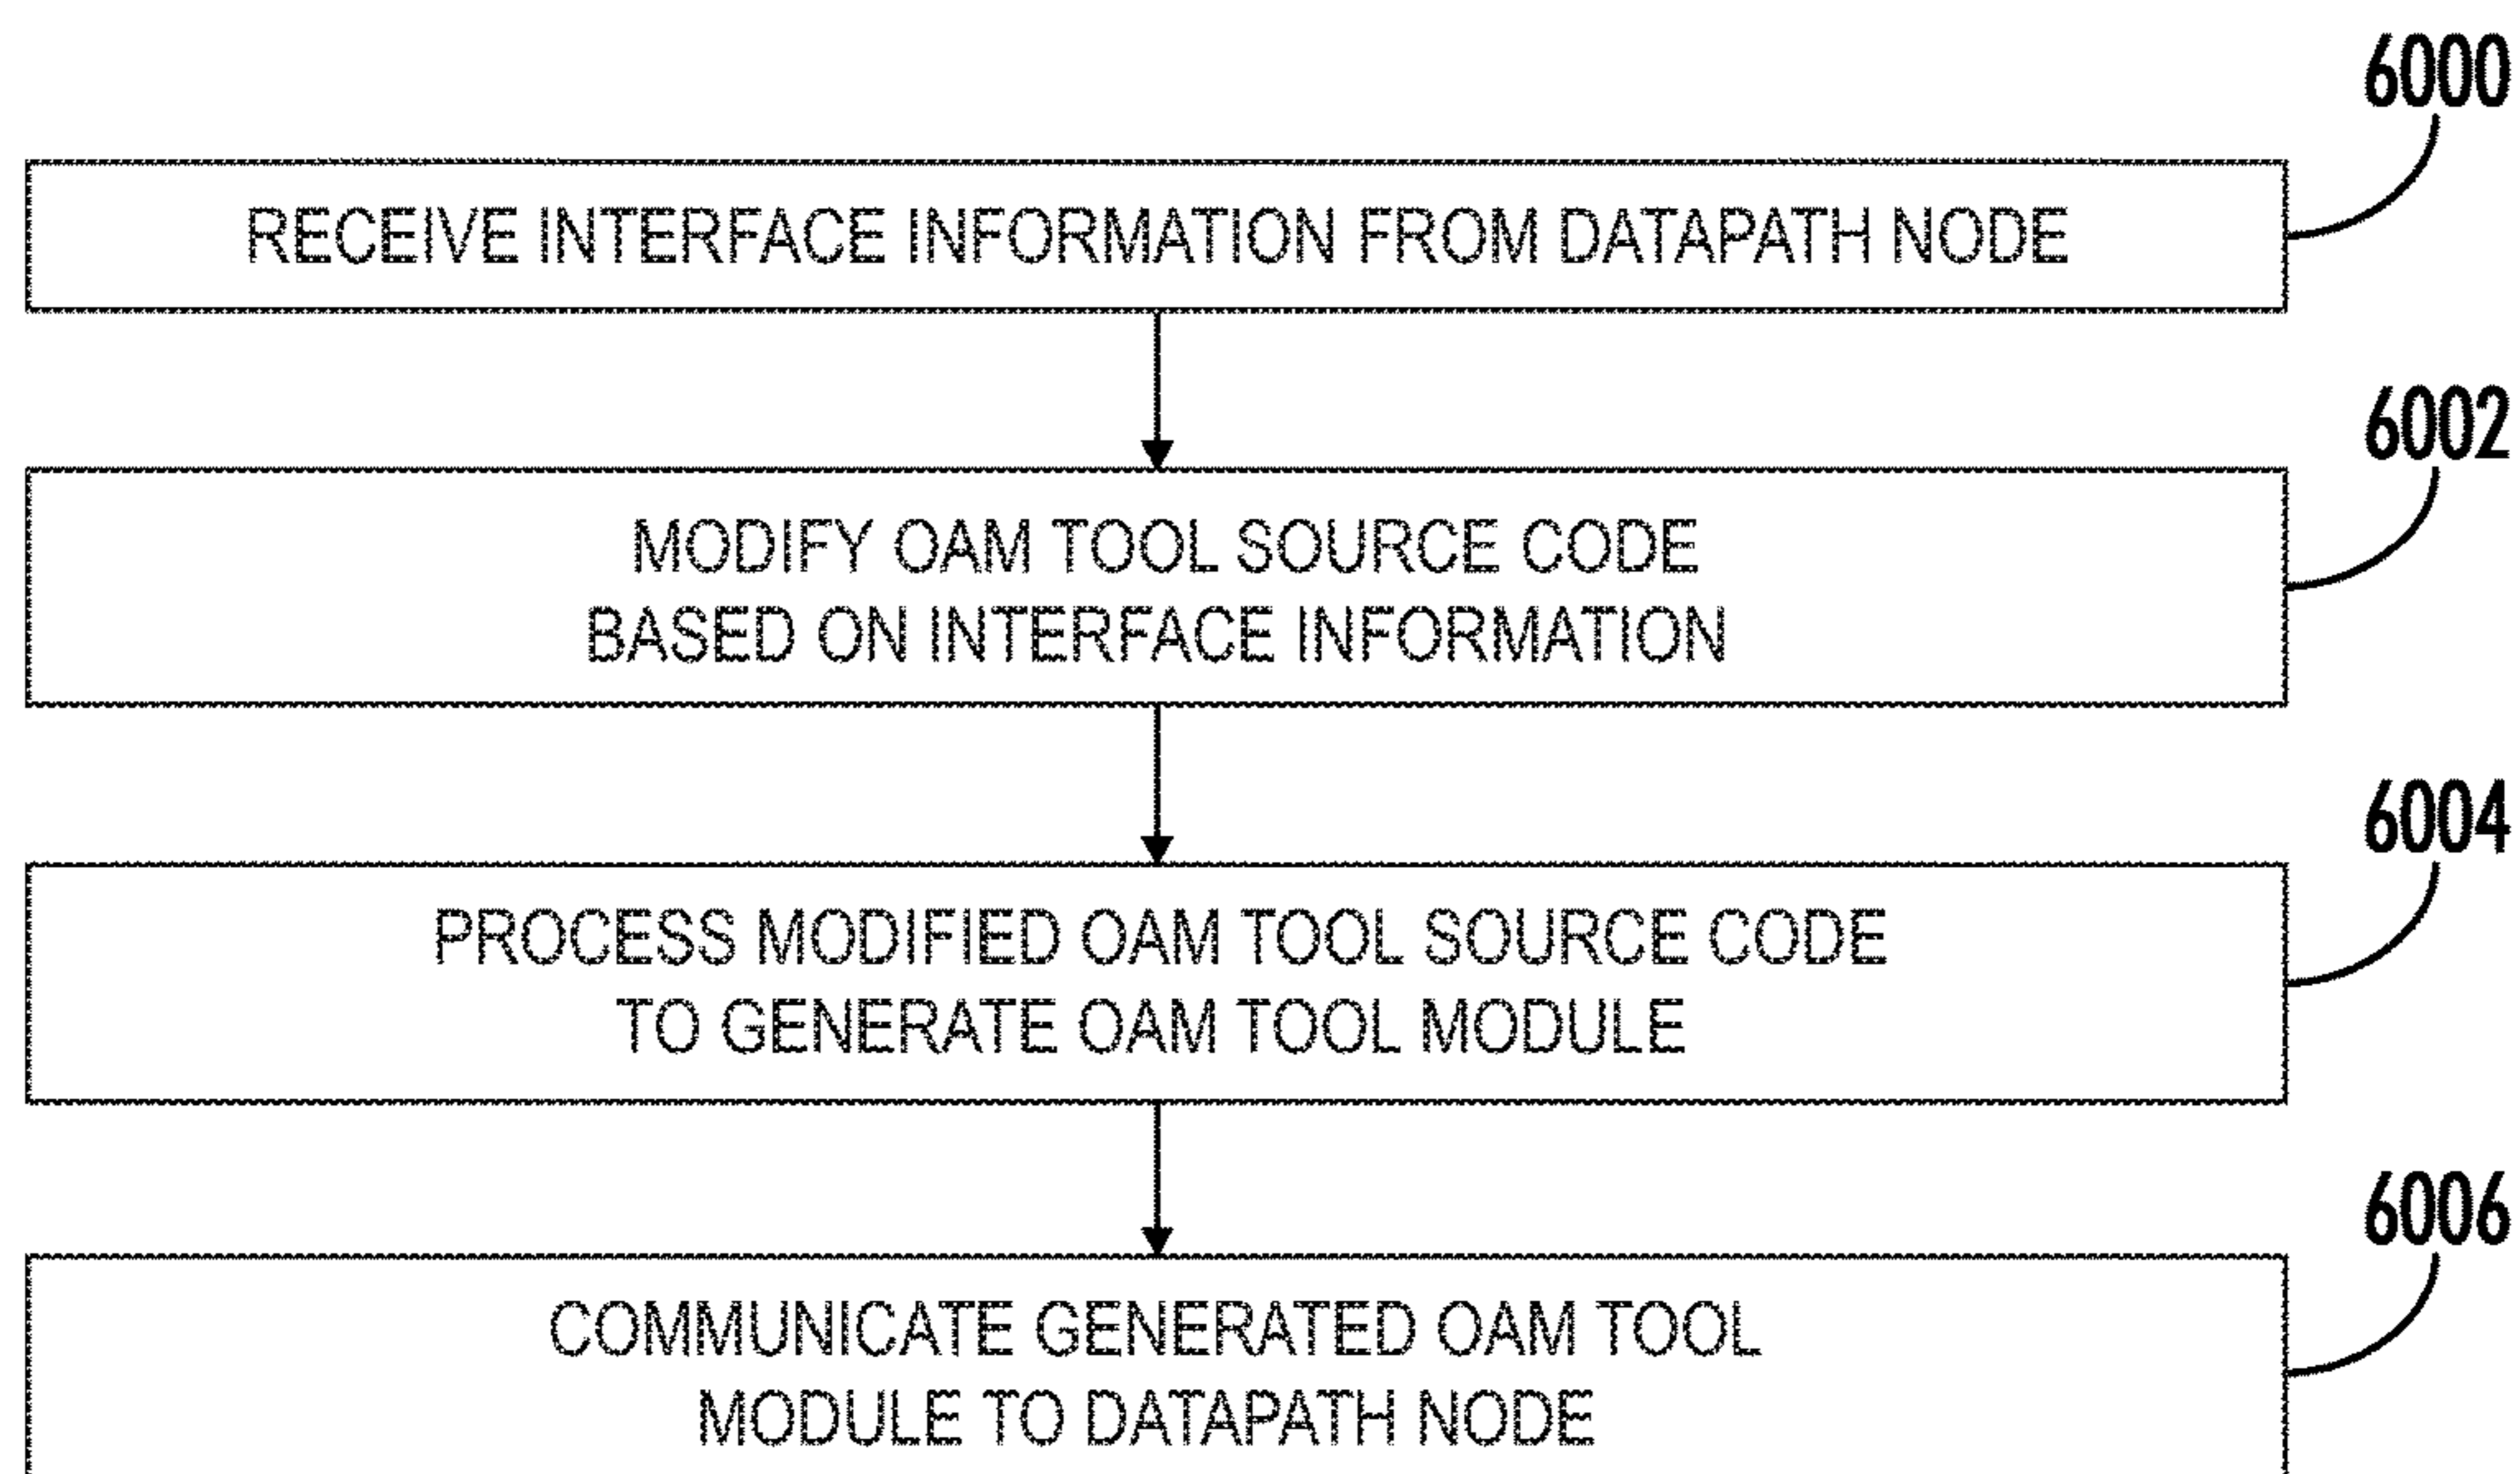 6000
RECEIVE INTERFACE INFORMATION FROM DATAPATH NODE
6002
MODIFY OAM TOOL SOURCE CODE
BASED ON INTERFACE INFORMATION
6004
PROCESS MODIFIED OAM TOOL SOURCE CODE
TO GENERATE OAM TOOL MODULE
6006
COMMUNICATE GENERATED OAM TOOL
MODULE TO DATAPATH NODE